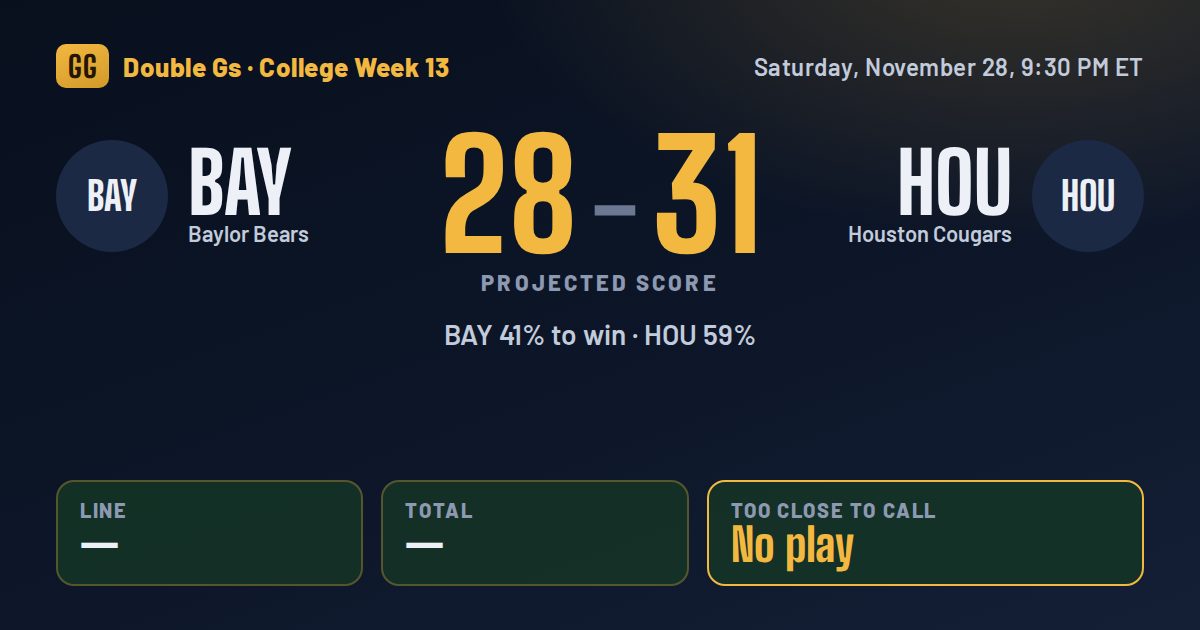 GG
Double Gs · College Week 13
Saturday, November 28, 9:30 PM ET
BAY
BAY
Baylor Bears
28 – 31
PROJECTED SCORE
BAY 41% to win · HOU 59%
HOU
Houston Cougars
HOU
LINE
—
TOTAL
—
TOO CLOSE TO CALL
No play